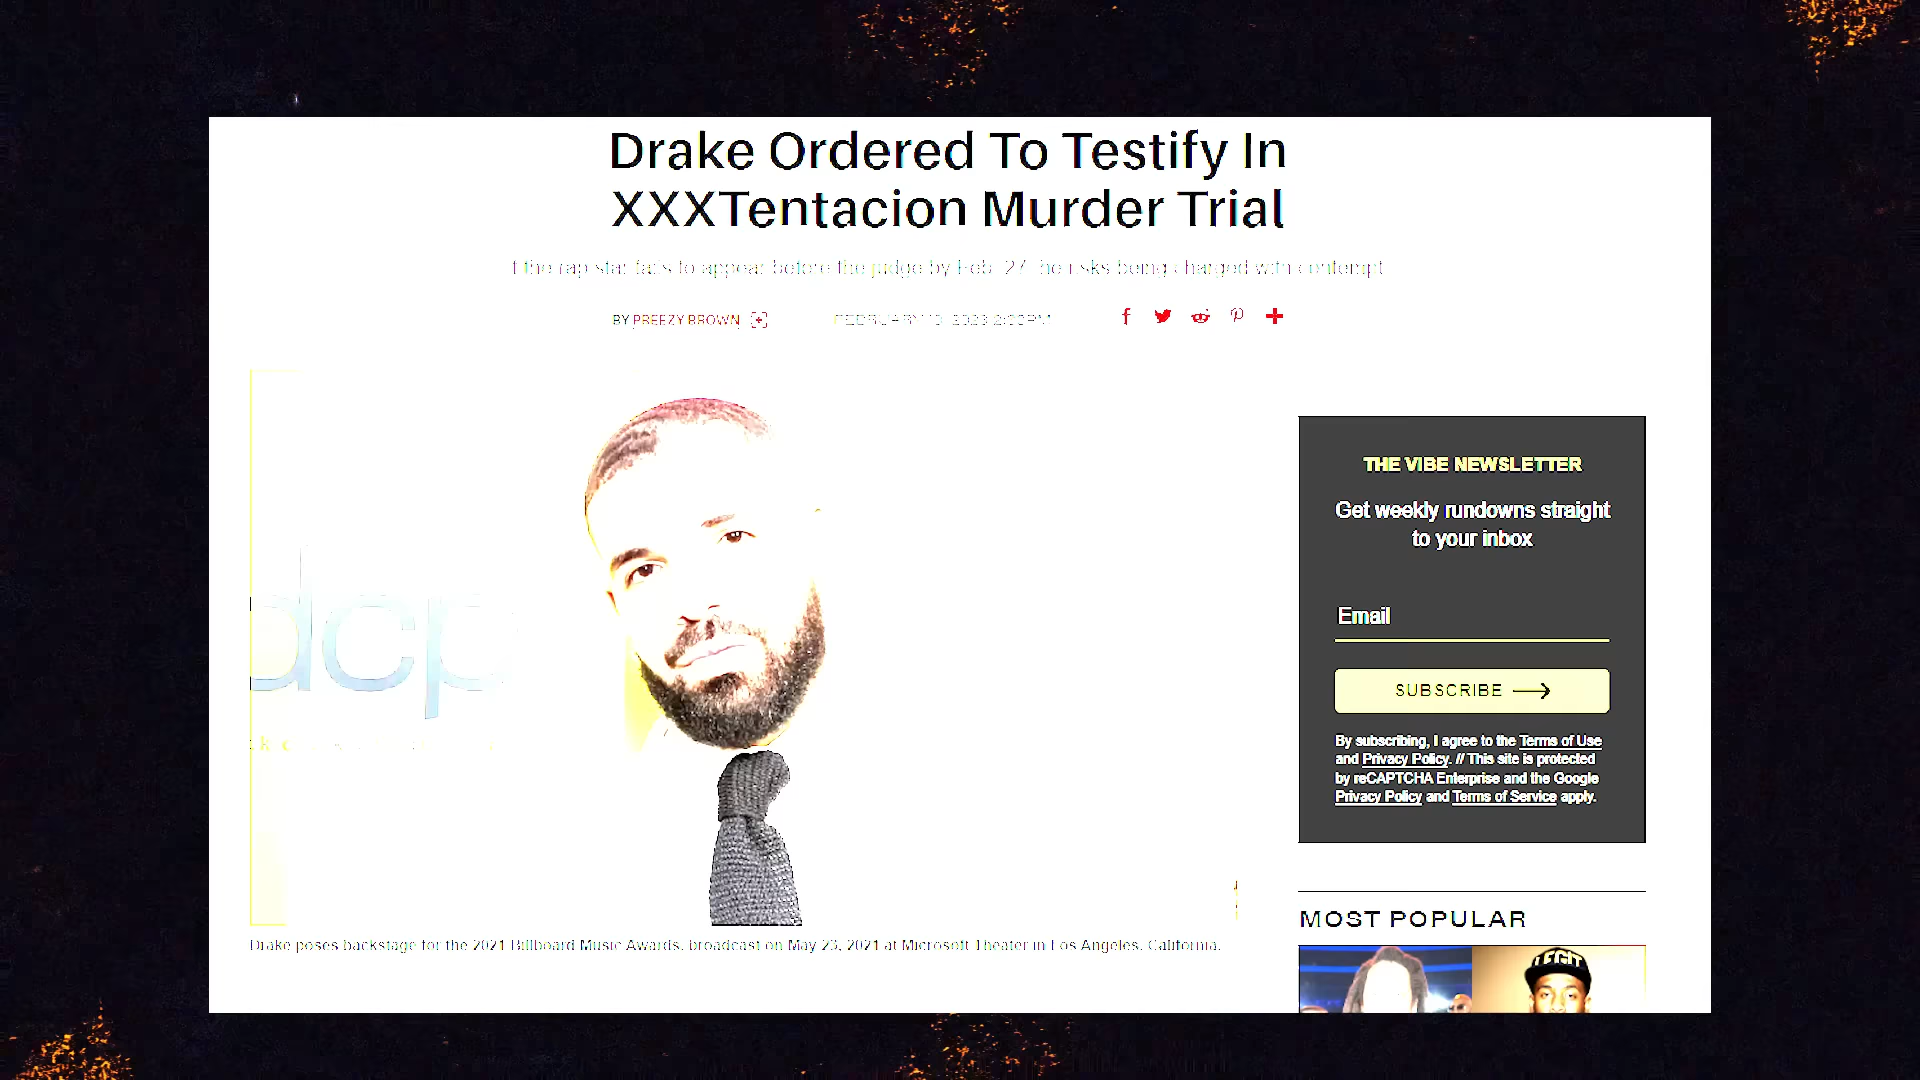 Drake Ordered To Testify In
XXXTentacion Murder Trial
f the rap star fails to appear before the judge by Feb. 27, he risks being charged with contempt
BY PREEZY BROWN
FEBRUARY 10, 2023 2:00PM
dcp
THE VIBE NEWSLETTER
Get weekly rundowns straight
to your inbox
Email
SUBSCRIBE
By subscribing, I agree to the Terms of Use
and Privacy Policy. // This site is protected
by reCAPTCHA Enterprise and the Google
Privacy Policy and Terms of Service apply.
MOST POPULAR
LEGIT
Drake poses backstage for the 2021 Billboard Music Awards, broadcast on May 23, 2021 at Microsoft Theater in Los Angeles, California.